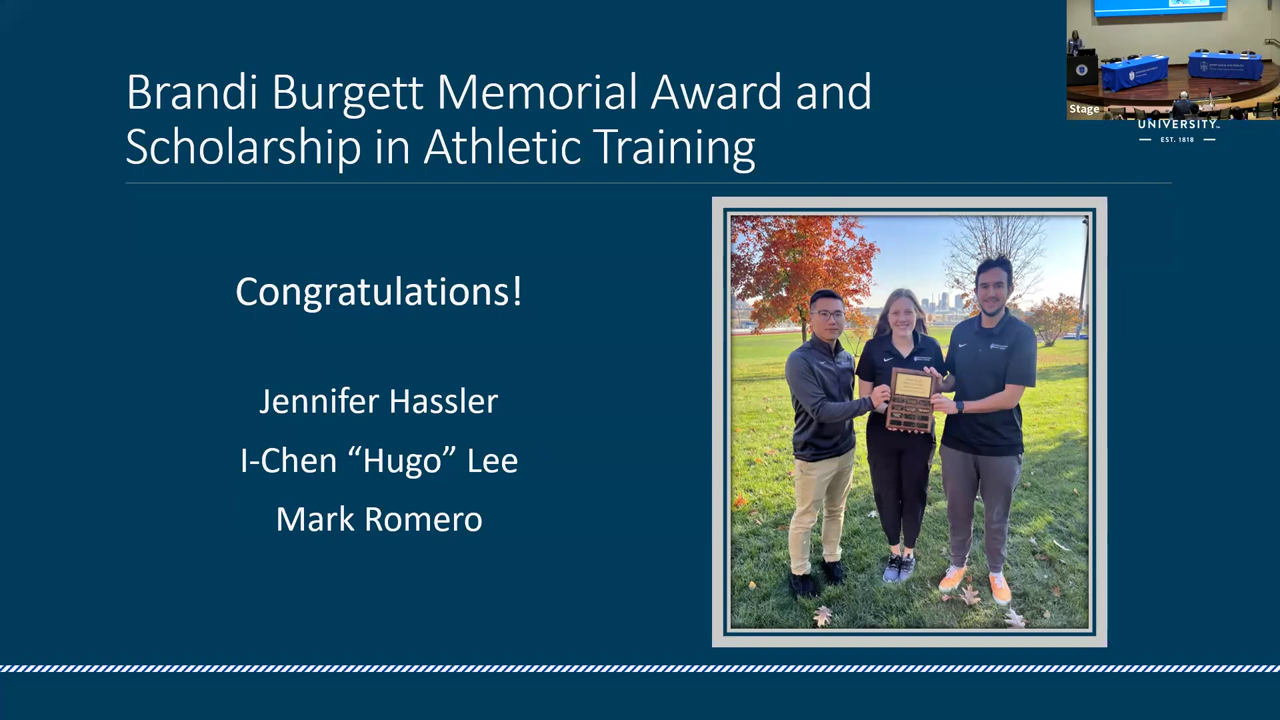 Brandi Burgett Memorial Award and
Scholarship in Athletic Training
Stage
UNIVERSITY
EST. 1818
Congratulations!
Jennifer Hassler
I-Chen “Hugo” Lee
Mark Romero